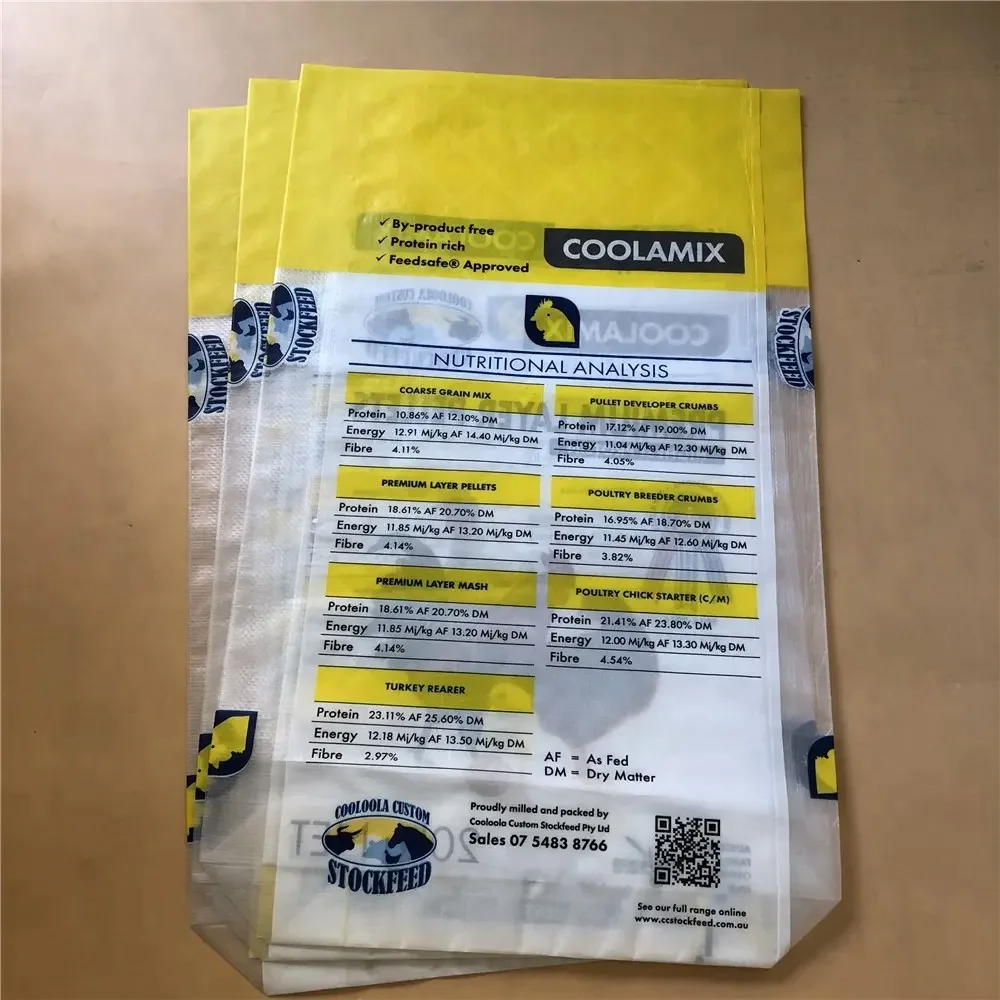 ✓ By-product free
✓ Protein rich
✓ Feedsafe® Approved
COOLAMIX
NUTRITIONAL ANALYSIS
COARSE GRAIN MIX
Protein 10.86% AF 12.10% DM
Energy 12.91 Mj/kg AF 14.40 Mj/kg DM
Fibre 4.11%
PREMIUM LAYER PELLETS
Protein 18.61% AF 20.70% DM
Energy 11.85 Mj/kg AF 13.20 Mj/kg DM
Fibre 4.14%
PREMIUM LAYER MASH
Protein 18.61% AF 20.70% DM
Energy 11.85 Mj/kg AF 13.20 Mj/kg DM
Fibre 4.14%
TURKEY REARER
Protein 23.11% AF 25.60% DM
Energy 12.18 Mj/kg AF 13.50 Mj/kg DM
Fibre 2.97%
PULLET DEVELOPER CRUMBS
Protein 17.12% AF 19.00% DM
Energy 11.04 Mj/kg AF 12.30 Mj/kg DM
Fibre 4.05%
POULTRY BREEDER CRUMBS
Protein 16.95% AF 18.70% DM
Energy 11.45 Mj/kg AF 12.60 Mj/kg DM
Fibre 3.82%
POULTRY CHICK STARTER (C/M)
Protein 21.41% AF 23.80% DM
Energy 12.00 Mj/kg AF 13.30 Mj/kg DM
Fibre 4.54%
AF = As Fed
DM = Dry Matter
COOLOOLA CUSTOM
STOCKFEED
Proudly milled and packed by
Cooloola Custom Stockfeed Pty Ltd
Sales 07 5483 8766
See our full range online
www.ccstockfeed.com.au
STOCKFEED
STOCKFEED
STOCKFEED
STOCKFEED